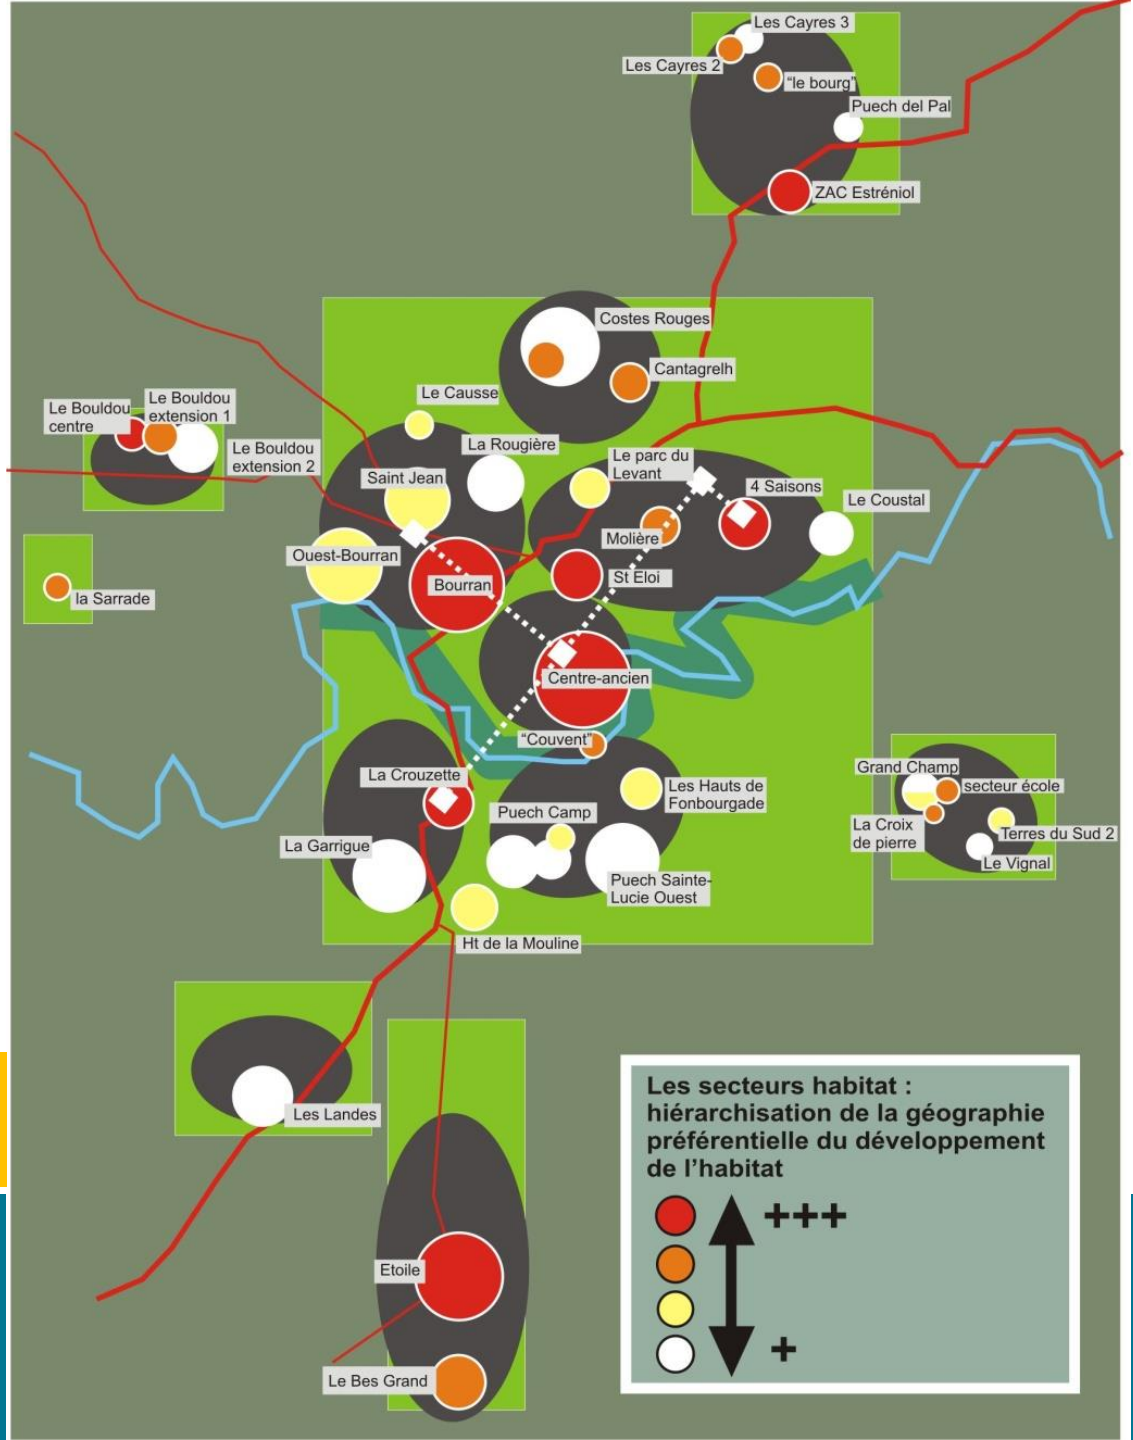 Les Cayres 3
Les Cayres 2
“le bourg”
Puech del Pal
ZAC Estréniol
Costes Rouges
Cantagrelh
Le Causse
Le Bouldou
centre
Le Bouldou
extension 1
Le Bouldou
extension 2
La Rougière
Saint Jean
Le parc du
Levant
4 Saisons
Le Coustal
Ouest-Bourran
Molière
Bourran
St Eloi
la Sarrade
Centre-ancien
“Couvent”
La Crouzette
Les Hauts de
Fonbourgade
Puech Camp
La Garrigue
Puech Sainte-
Lucie Ouest
Ht de la Mouline
Grand Champ
secteur école
La Croix
de pierre
Terres du Sud 2
Le Vignal
Les Landes
Etoile
Le Bes Grand
Les secteurs habitat :
hiérarchisation de la géographie
préférentielle du développement
de l’habitat
+++
+